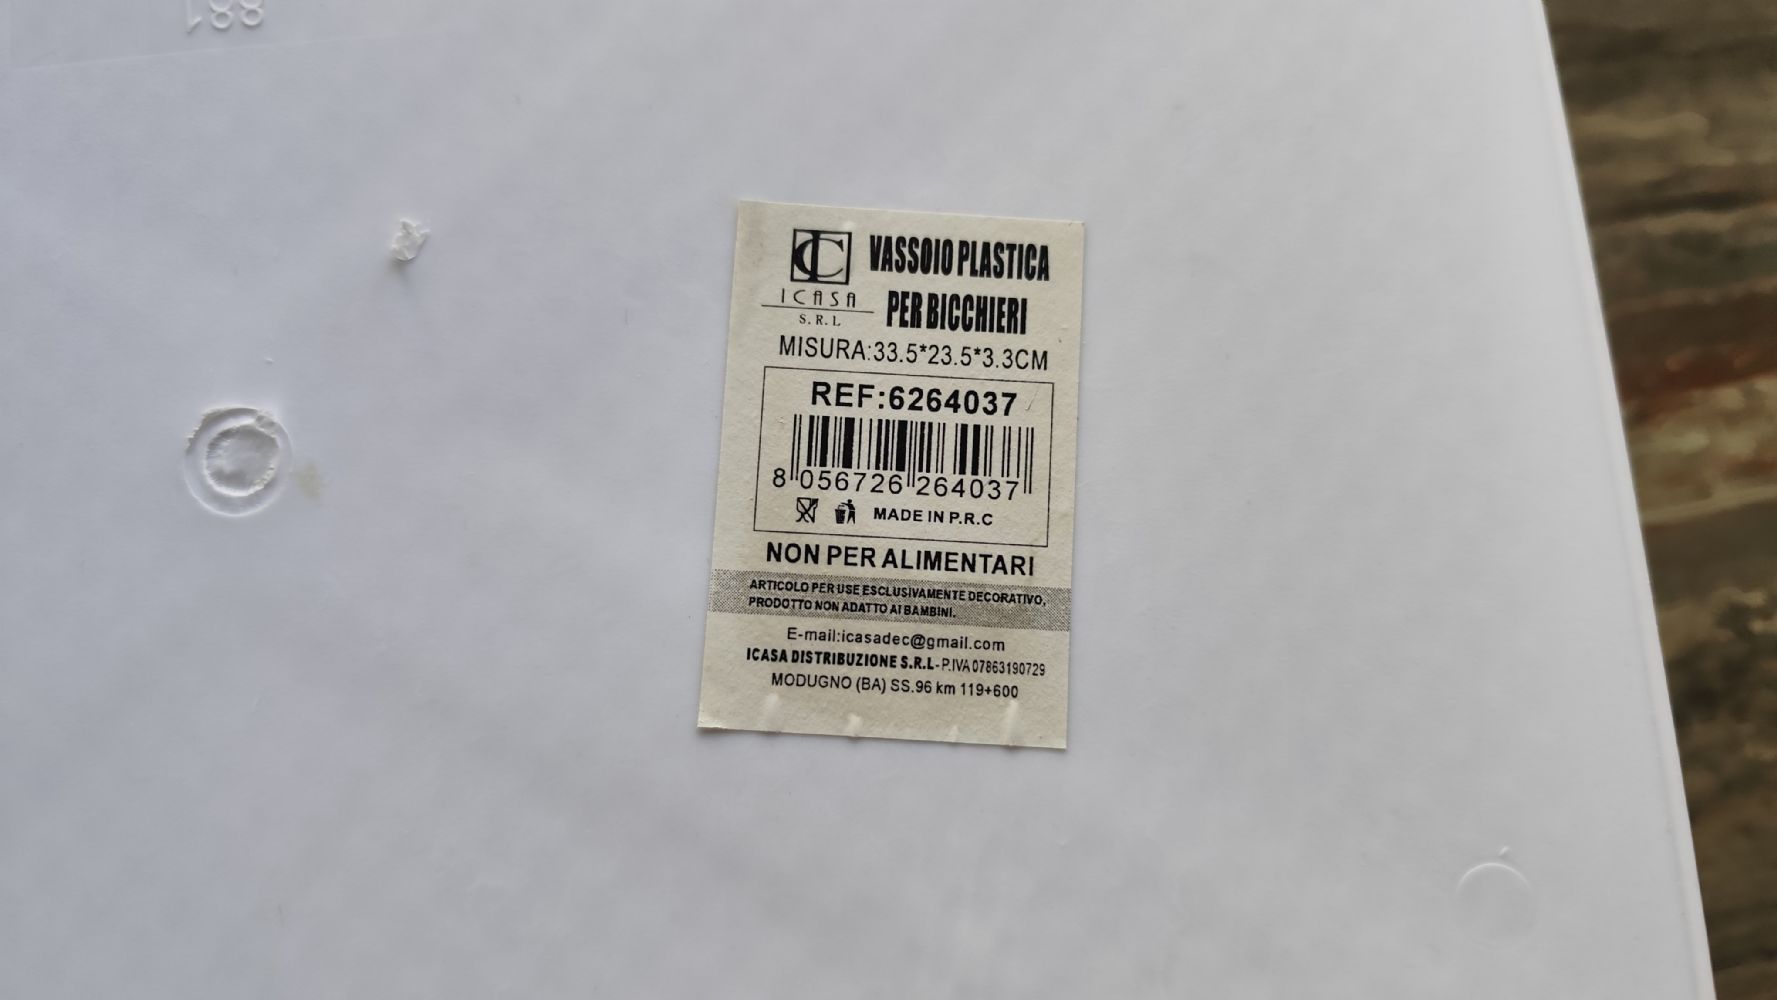 881
VASSOIO PLASTICA
PER BICCHIERI
ICASA
S.R.L
MISURA:33.5*23.5*3.3CM
REF:6264037
8 056726 264037
MADE IN P.R.C
NON PER ALIMENTARI
ARTICOLO PER USE ESCLUSIVAMENTE DECORATIVO,
PRODOTTO NON ADATTO AI BAMBINI.
E-mail:icasadec@gmail.com
ICASA DISTRIBUZIONE S.R.L-P.IVA 07863190729
MODUGNO (BA) SS.96 km 119+600